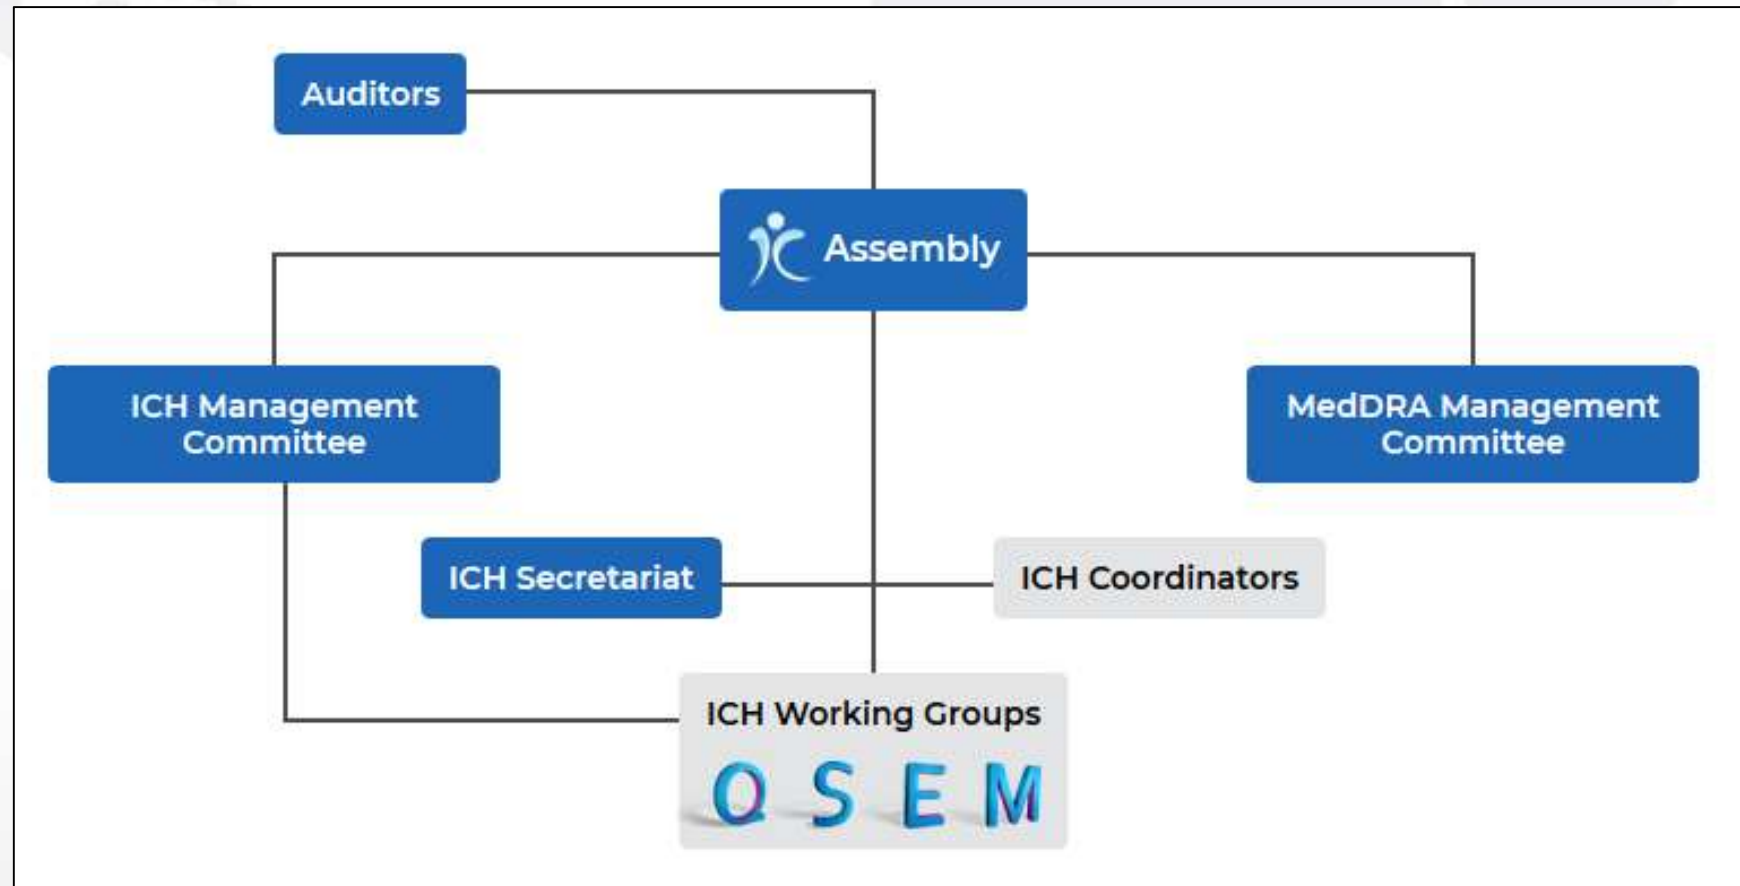 Auditors
Assembly
ICH Management
Committee
MedDRA Management
Committee
ICH Secretariat
ICH Coordinators
ICH Working Groups
Q S E M